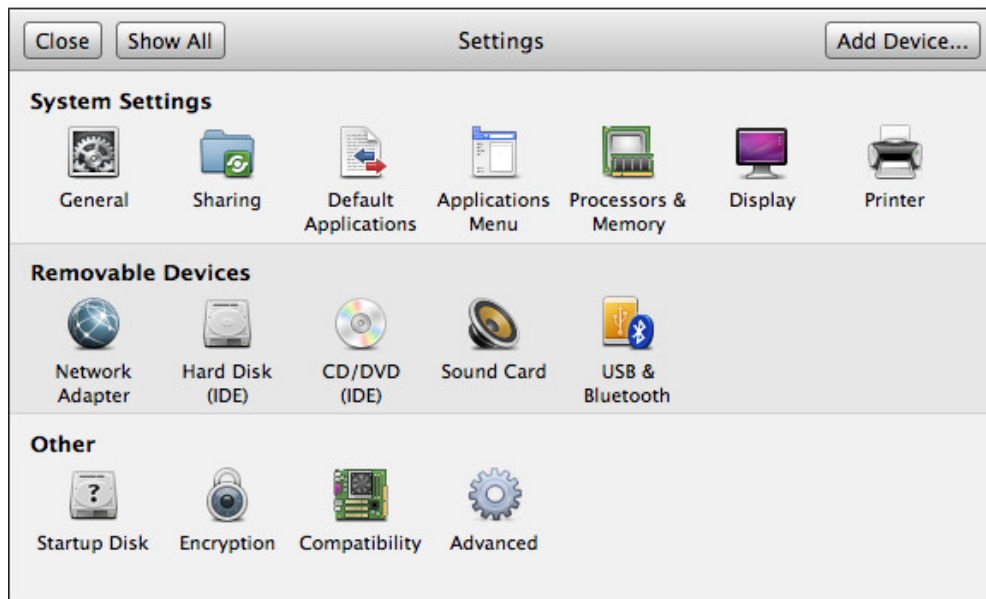 Close Show All Settings Add Device...
System Settings
General Sharing Default Applications Applications Menu Processors & Memory Display Printer
Removable Devices
Network Adapter Hard Disk (IDE) CD/DVD (IDE) Sound Card USB & Bluetooth
Other
?
Startup Disk Encryption Compatibility Advanced